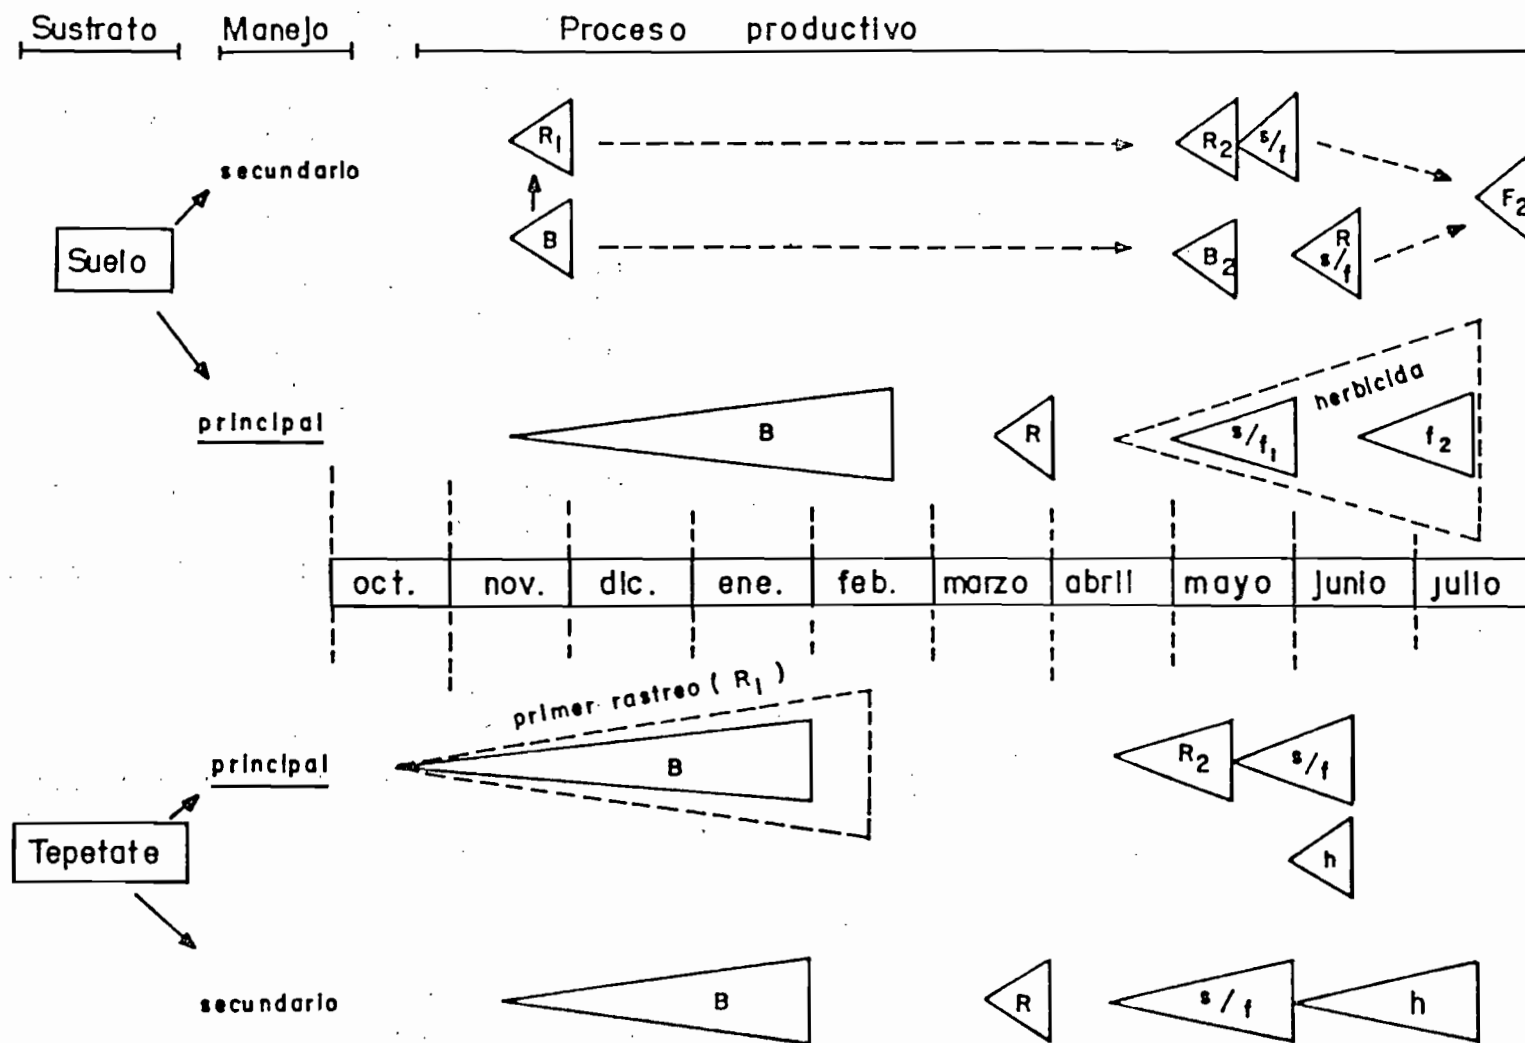 Sustrato Manejo Proceso productivo
R1 R2 s/f
secundario
F2
B B2 R s/f
Suelo
herbicida
principal B R s/f1 f2
oct. nov. dic. ene. feb. marzo abril mayo junio julio
primer rastreo (R1)
principal B R2 s/f
Tepetate h
secundario B R s/f h